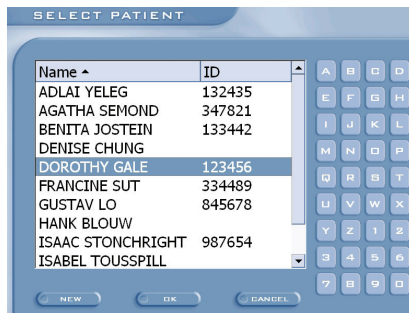 SELECT PATIENT
Name ID
ADLAI YELEG 132435
AGATHA SEMOND 347821
BENITA JOSTEIN 133442
DENISE CHUNG
DOROTHY GALE 123456
FRANCINE SUT 334489
GUSTAV LO 845678
HANK BLOUW
ISAAC STONCHRIGHT 987654
ISABEL TOUSSPILL
A B C D
E F G H
I J K L
M N O P
Q R S T
U V W X
Y Z 1 2
3 4 5 6
7 8 9 0
NEW OK CANCEL